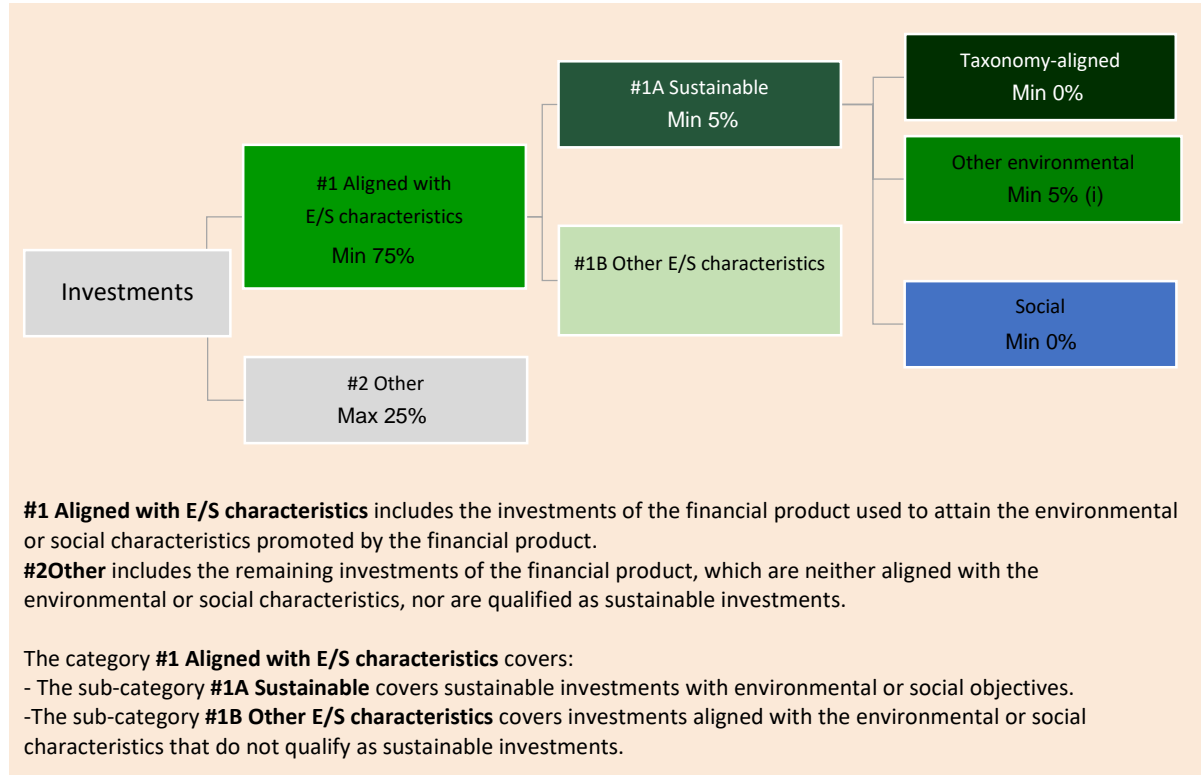 Investments
#1 Aligned with
E/S characteristics
Min 75%
#2 Other
Max 25%
#1A Sustainable
Min 5%
#1B Other E/S characteristics
Taxonomy-aligned
Min 0%
Other environmental
Min 5% (i)
Social
Min 0%
#1 Aligned with E/S characteristics includes the investments of the financial product used to attain the environmental
or social characteristics promoted by the financial product.
#2Other includes the remaining investments of the financial product, which are neither aligned with the
environmental or social characteristics, nor are qualified as sustainable investments.
The category #1 Aligned with E/S characteristics covers:
- The sub-category #1A Sustainable covers sustainable investments with environmental or social objectives.
-The sub-category #1B Other E/S characteristics covers investments aligned with the environmental or social
characteristics that do not qualify as sustainable investments.